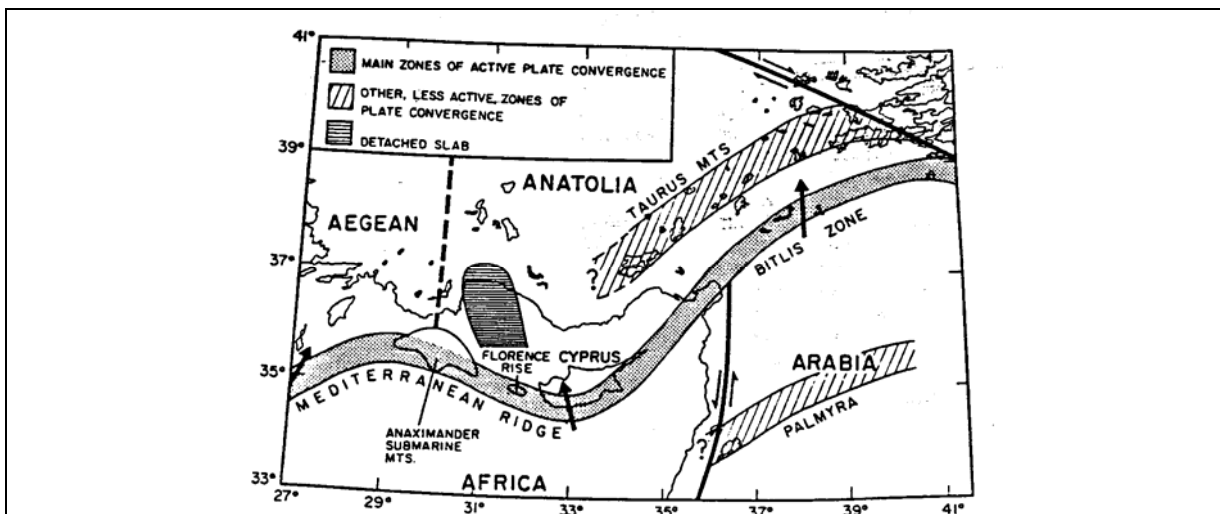 41°
MAIN ZONES OF ACTIVE PLATE CONVERGENCE
OTHER, LESS ACTIVE, ZONES OF
PLATE CONVERGENCE
DETACHED SLAB
39°
ANATOLIA
TAURUS MTS
AEGEAN
37°
?
BITLIS ZONE
FLORENCE
RISE
CYPRUS
35°
ARABIA
MEDITERRANEAN RIDGE
PALMYRA
?
ANAXIMANDER
SUBMARINE
MTS.
33°
AFRICA
27°
29°
31°
33°
35°
37°
39°
41°